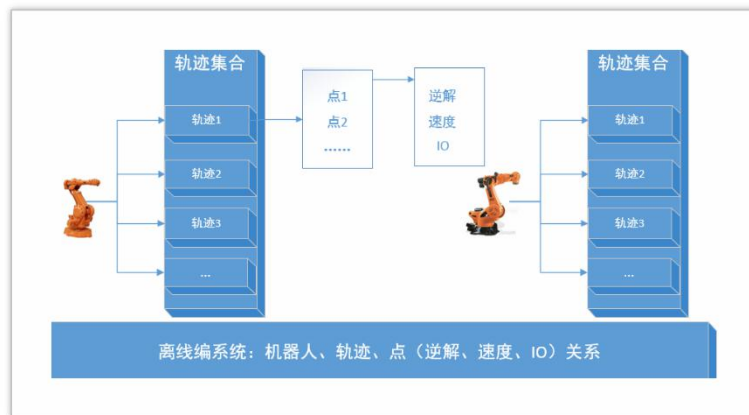 轨迹集合
轨迹1
轨迹2
轨迹3
...
点1
点2
......
逆解
速度
IO
轨迹集合
轨迹1
轨迹2
轨迹3
...
离线编系统：机器人、轨迹、点（逆解、速度、IO）关系